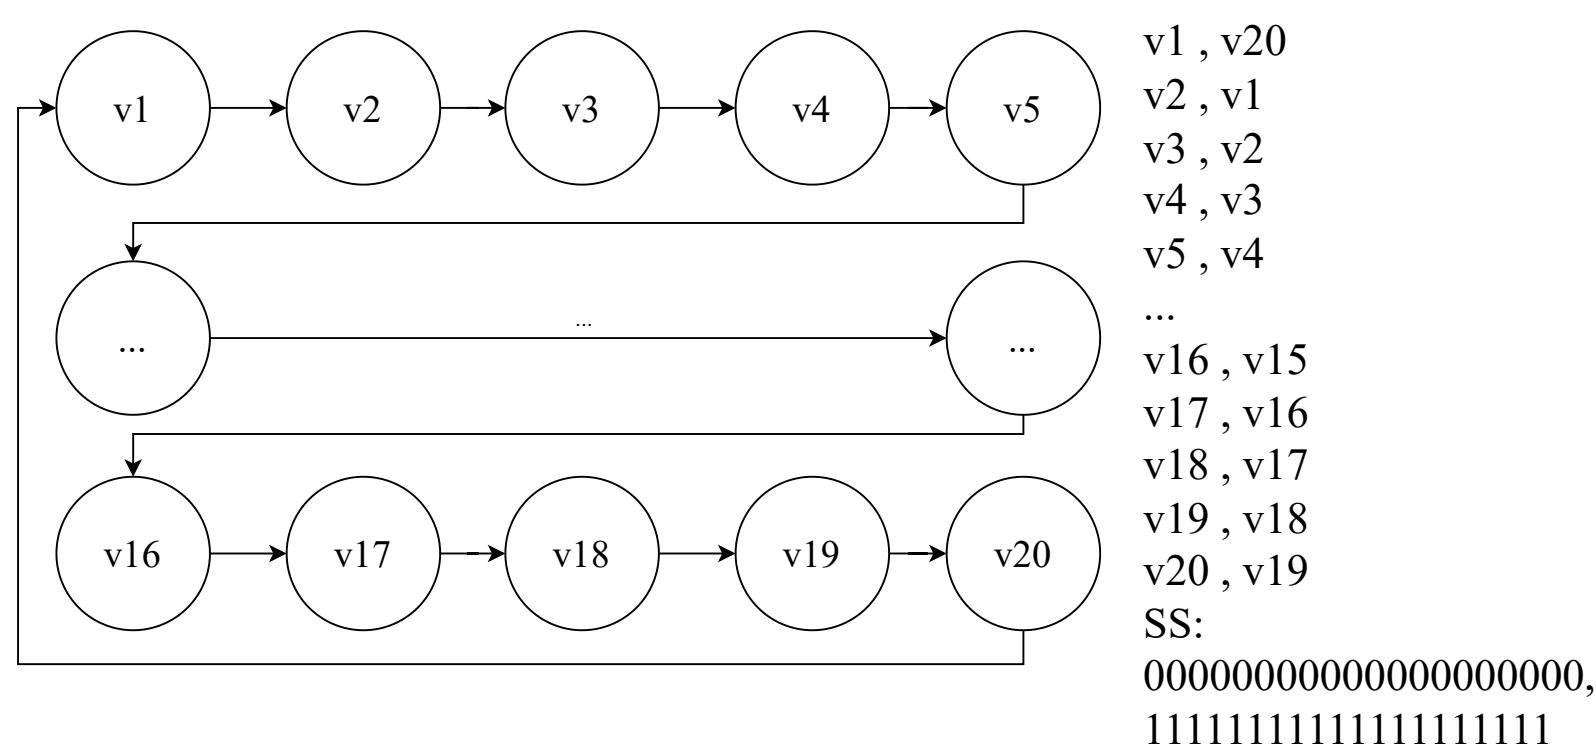 v1
v2
v3
v4
v5
...
...
...
v16
v17
v18
v19
v20
v1 , v20
v2 , v1
v3 , v2
v4 , v3
v5 , v4
...
v16 , v15
v17 , v16
v18 , v17
v19 , v18
v20 , v19
SS:
00000000000000000000,
11111111111111111111